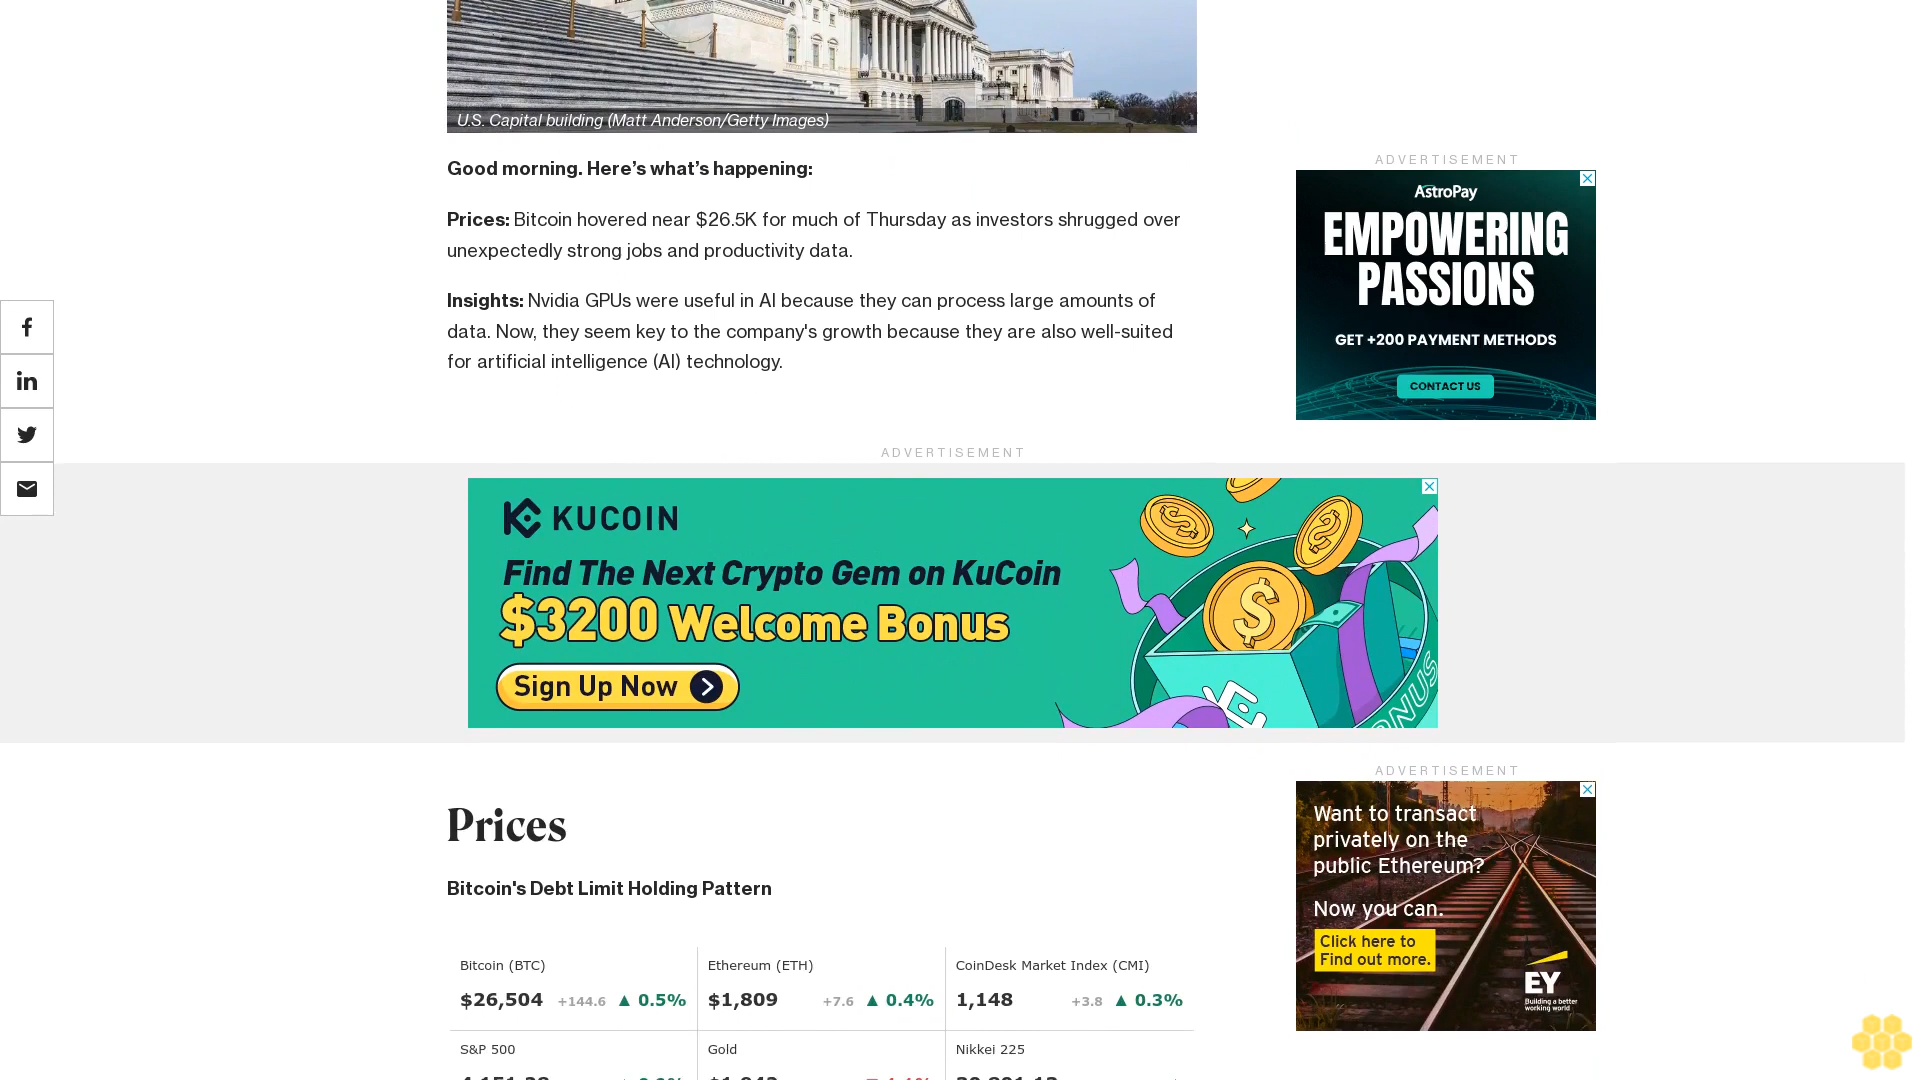 U.S. Capital building (Matt Anderson/Getty Images)
Good morning. Here’s what’s happening:
Prices: Bitcoin hovered near $26.5K for much of Thursday as investors shrugged over
unexpectedly strong jobs and productivity data.
Insights: Nvidia GPUs were useful in AI because they can process large amounts of
data. Now, they seem key to the company's growth because they are also well-suited
for artificial intelligence (AI) technology.
ADVERTISEMENT
AstroPay
EMPOWERING
PASSIONS
GET +200 PAYMENT METHODS
CONTACT US
ADVERTISEMENT
KUCOIN
Find The Next Crypto Gem on KuCoin
$3200 Welcome Bonus
Sign Up Now
BONUS
Prices
Bitcoin's Debt Limit Holding Pattern
Bitcoin (BTC)
$26,504 +144.6 ▲ 0.5%
Ethereum (ETH)
$1,809 +7.6 ▲ 0.4%
CoinDesk Market Index (CMI)
1,148 +3.8 ▲ 0.3%
S&P 500
Gold
Nikkei 225
ADVERTISEMENT
Want to transact
privately on the
public Ethereum?
Now you can.
Click here to
Find out more.
EY
Building a better
working world